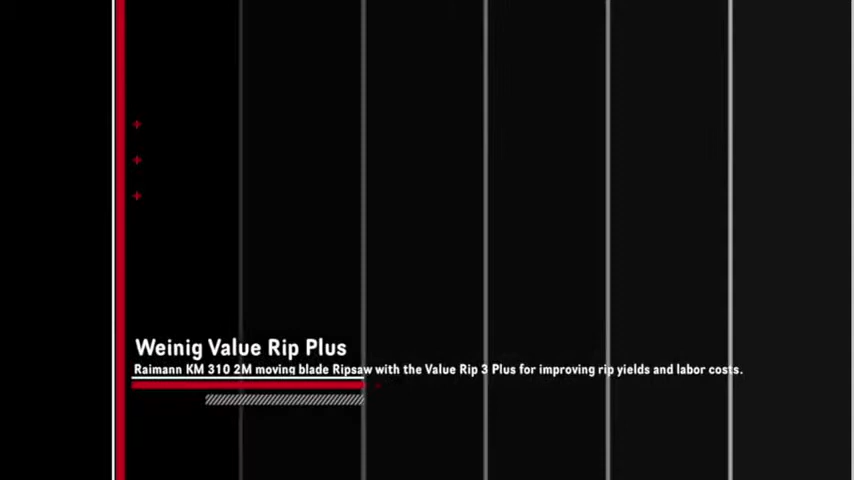 Weinig Value Rip Plus
Raimann KM 310 2M moving blade Ripsaw with the Value Rip 3 Plus for improving rip yields and labor costs.